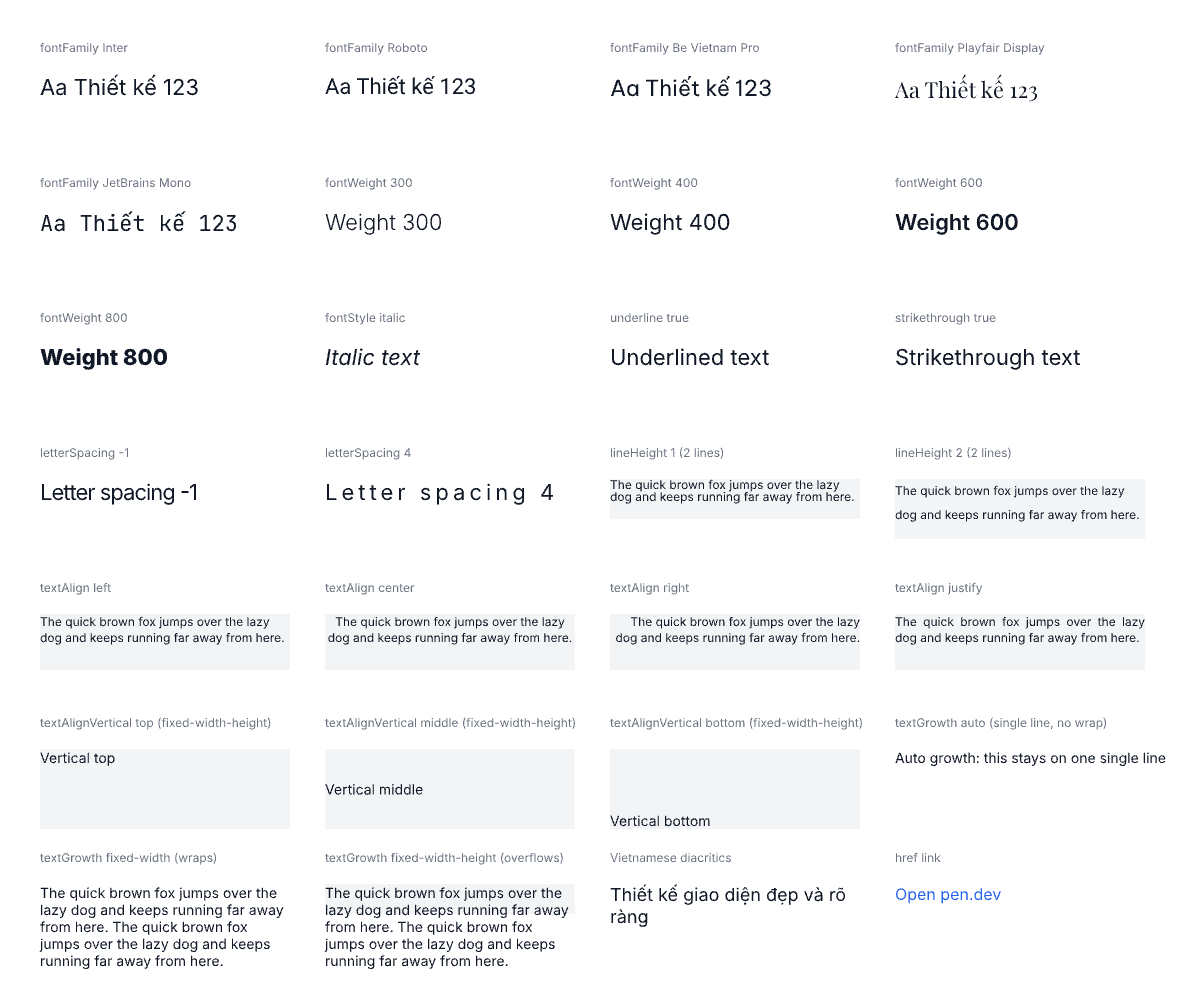 fontFamily Inter
Aa Thiết kế 123
fontFamily Roboto
Aa Thiết kế 123
fontFamily Be Vietnam Pro
Aa Thiết kế 123
fontFamily Playfair Display
Aa Thiết kế 123
fontFamily JetBrains Mono
Aa Thiết kế 123
fontWeight 300
Weight 300
fontWeight 400
Weight 400
fontWeight 600
Weight 600
fontWeight 800
Weight 800
fontStyle italic
Italic text
underline true
Underlined text
strikethrough true
Strikethrough text
letterSpacing -1
Letter spacing -1
letterSpacing 4
Letter spacing 4
lineHeight 1 (2 lines)
The quick brown fox jumps over the lazy
dog and keeps running far away from here.
lineHeight 2 (2 lines)
The quick brown fox jumps over the lazy
dog and keeps running far away from here.
textAlign left
The quick brown fox jumps over the lazy
dog and keeps running far away from here.
textAlign center
The quick brown fox jumps over the lazy
dog and keeps running far away from here.
textAlign right
The quick brown fox jumps over the lazy
dog and keeps running far away from here.
textAlign justify
The quick brown fox jumps over the lazy
dog and keeps running far away from here.
textAlignVertical top (fixed-width-height)
Vertical top
textAlignVertical middle (fixed-width-height)
Vertical middle
textAlignVertical bottom (fixed-width-height)
Vertical bottom
textGrowth auto (single line, no wrap)
Auto growth: this stays on one single line
textGrowth fixed-width (wraps)
The quick brown fox jumps over the
lazy dog and keeps running far away
from here. The quick brown fox
jumps over the lazy dog and keeps
running far away from here.
textGrowth fixed-width-height (overflows)
The quick brown fox jumps over the
lazy dog and keeps running far away
from here. The quick brown fox
jumps over the lazy dog and keeps
running far away from here.
Vietnamese diacritics
Thiết kế giao diện đẹp và rõ
ràng
href link
Open pen.dev